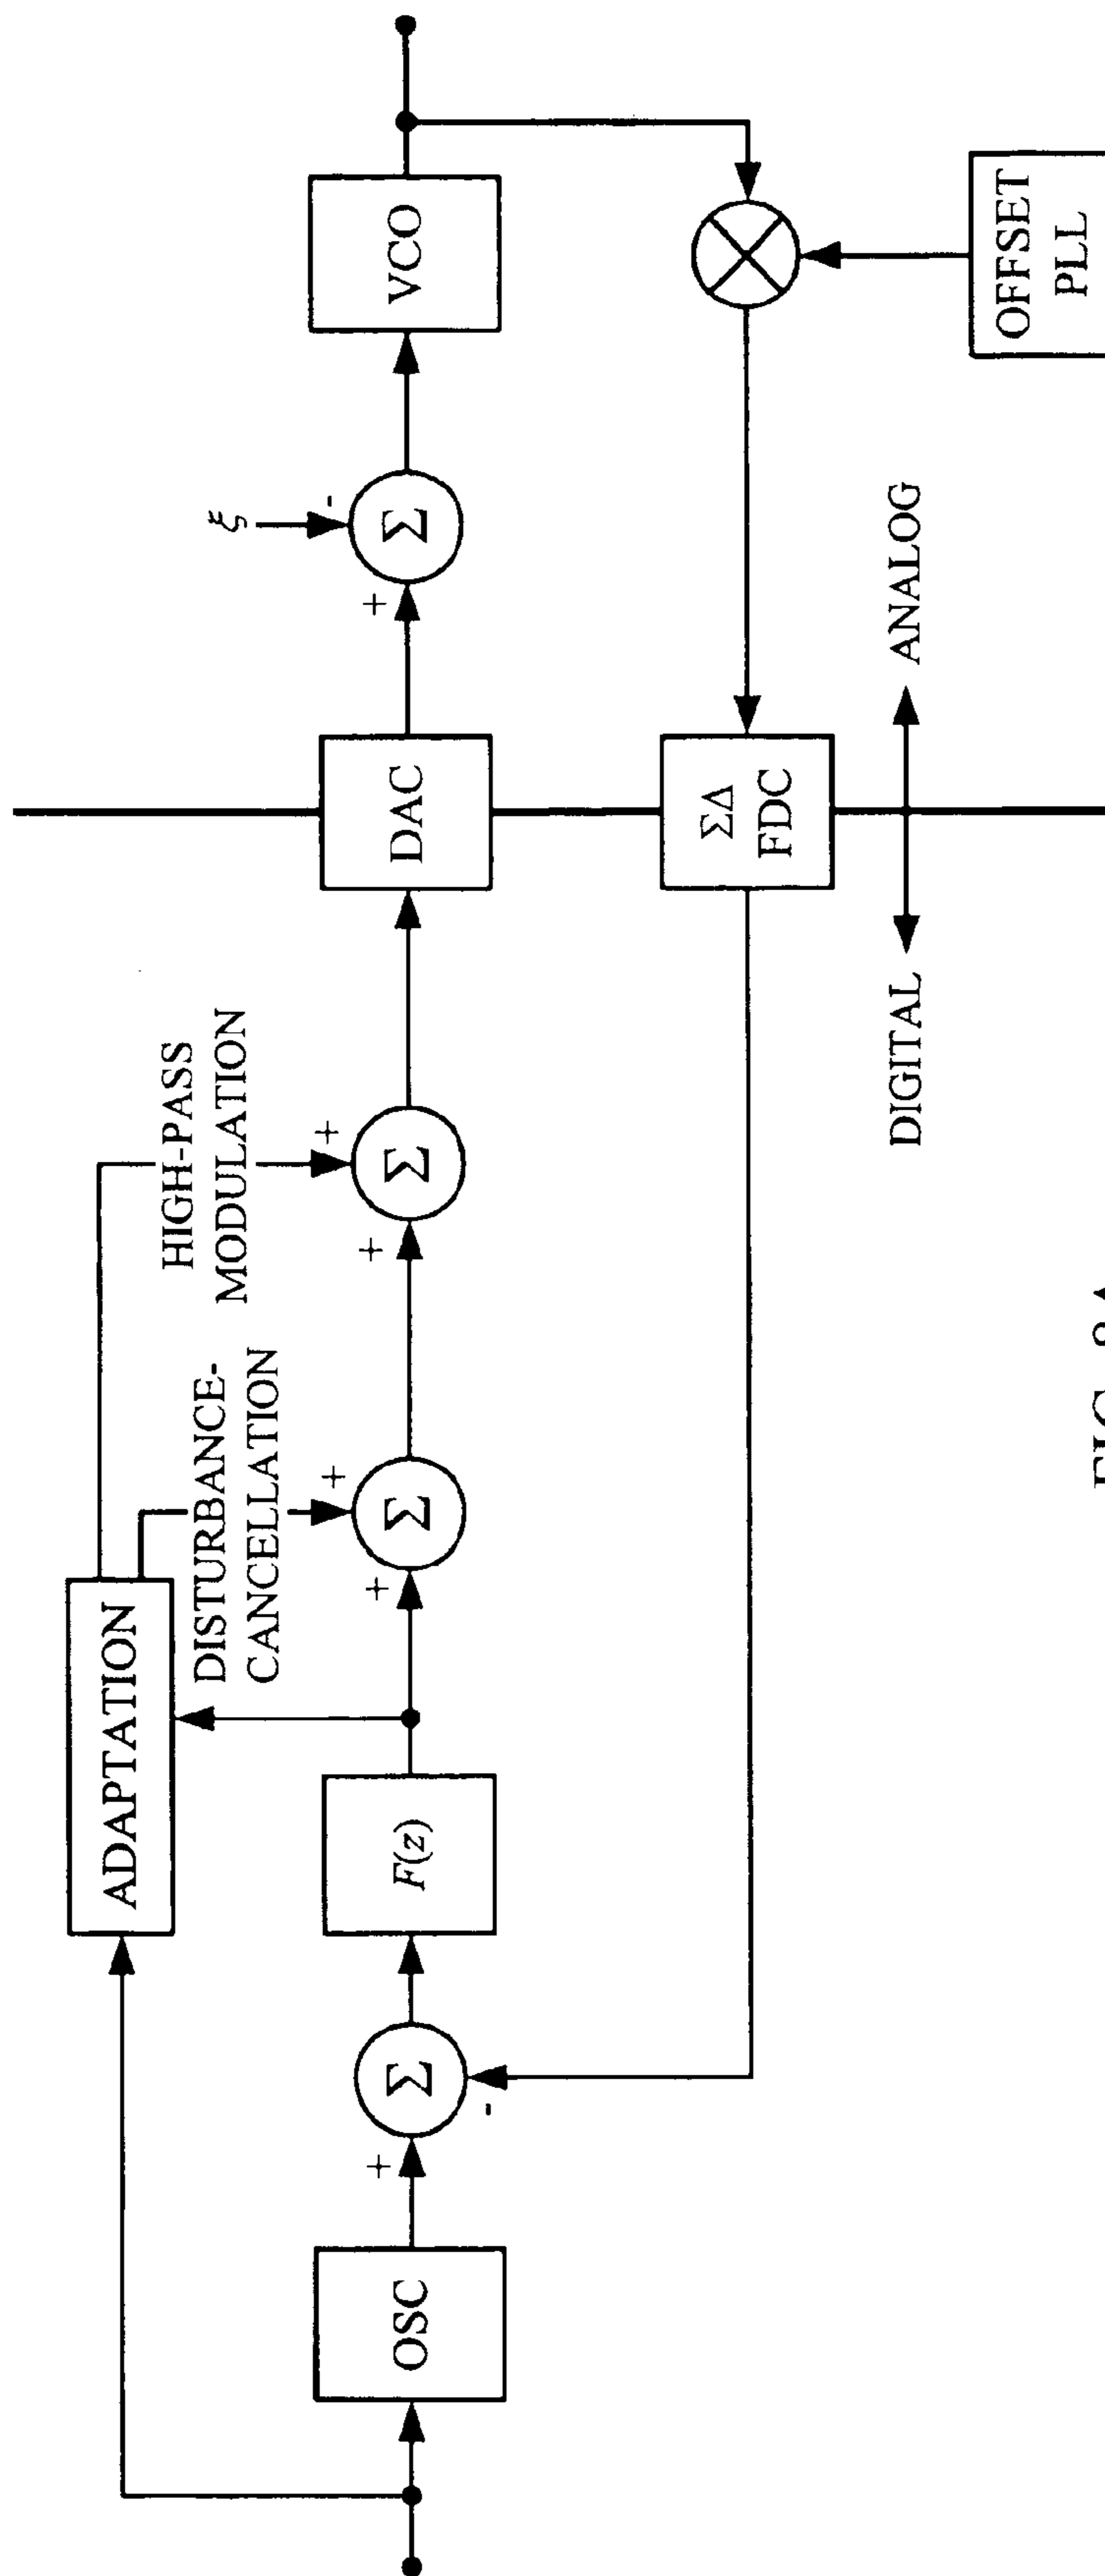 ADAPTATION
HIGH-PASS
MODULATION
DISTURBANCE-
CANCELLATION
ξ
-
OSC
+
Σ
-
F(z)
+
Σ
+
+
Σ
+
DAC
+
Σ
VCO
ΣΔ
FDC
OFFSET
PLL
DIGITAL
ANALOG